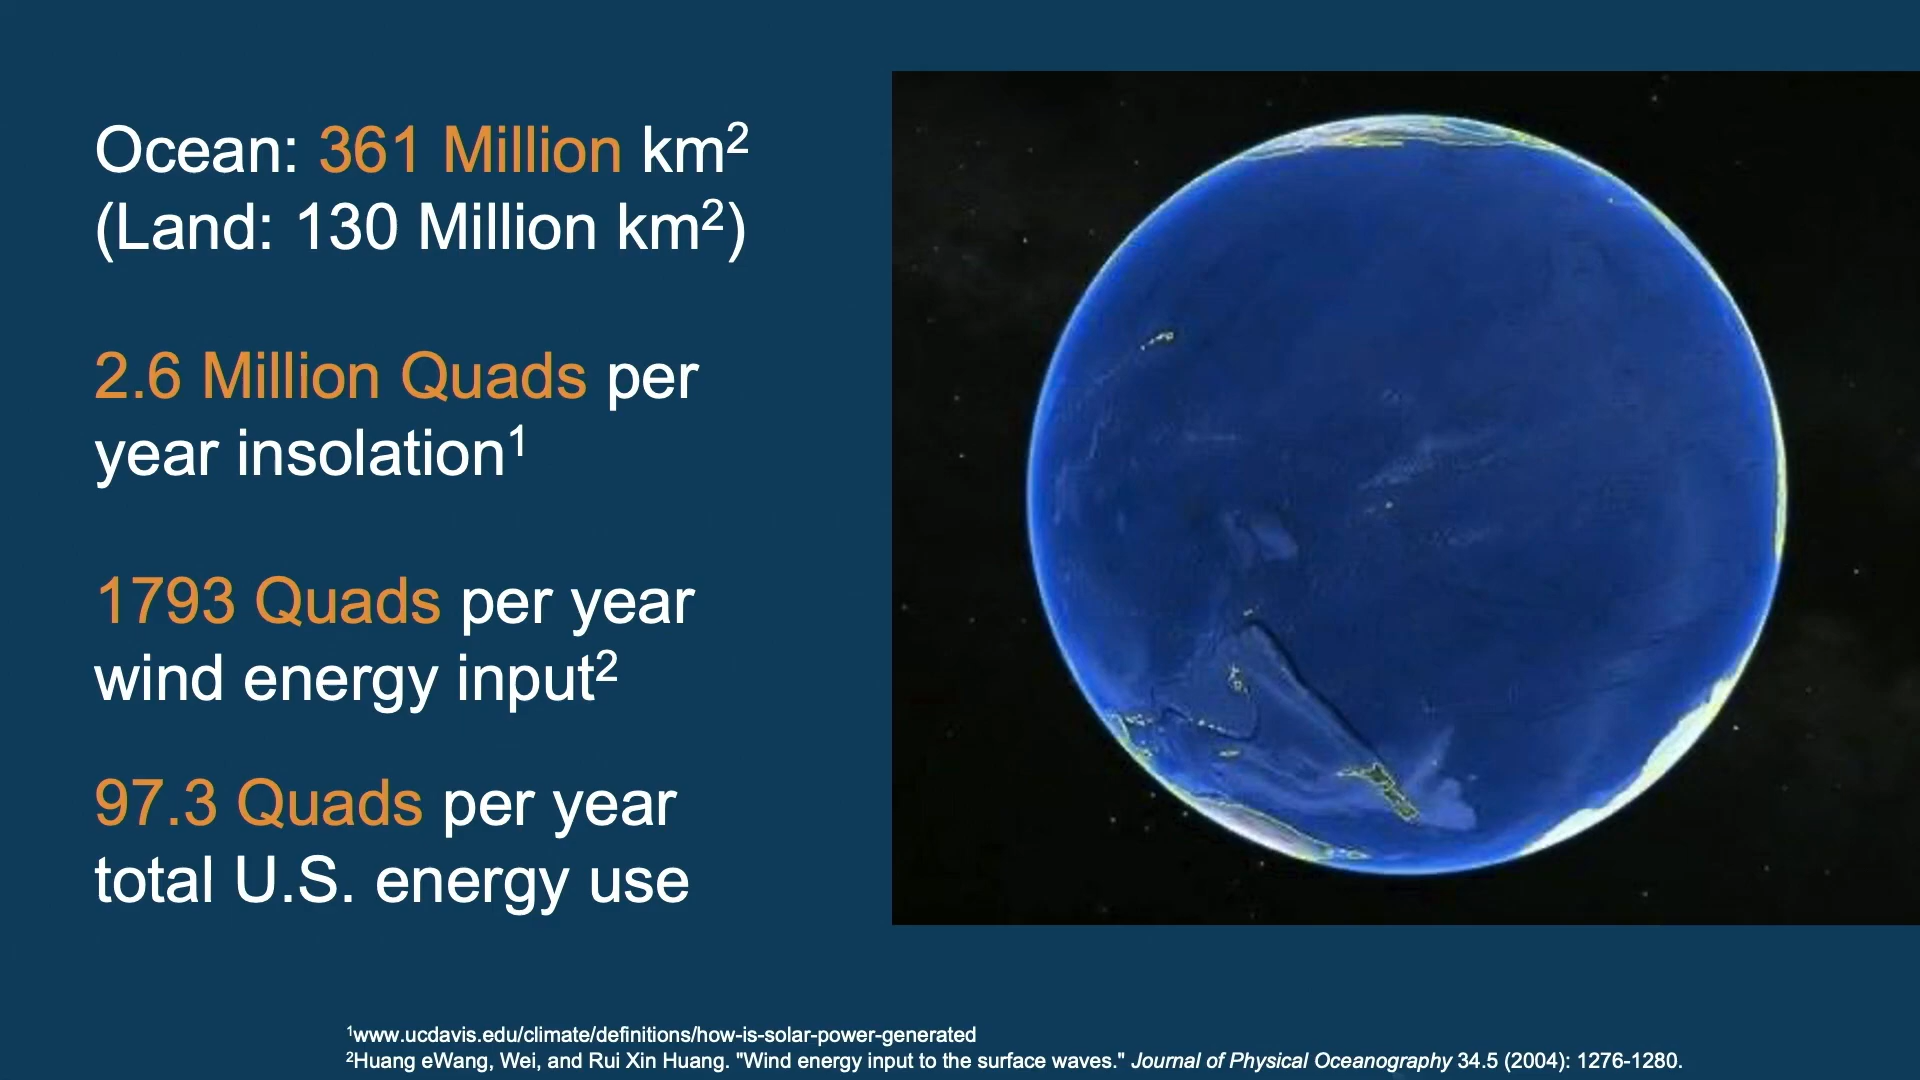 Ocean: 361 Million km²
(Land: 130 Million km²)
2.6 Million Quads per
year insolation¹
1793 Quads per year
wind energy input²
97.3 Quads per year
total U.S. energy use
¹www.ucdavis.edu/climate/definitions/how-is-solar-power-generated
²Huang eWang, Wei, and Rui Xin Huang. "Wind energy input to the surface waves." Journal of Physical Oceanography 34.5 (2004): 1276-1280.